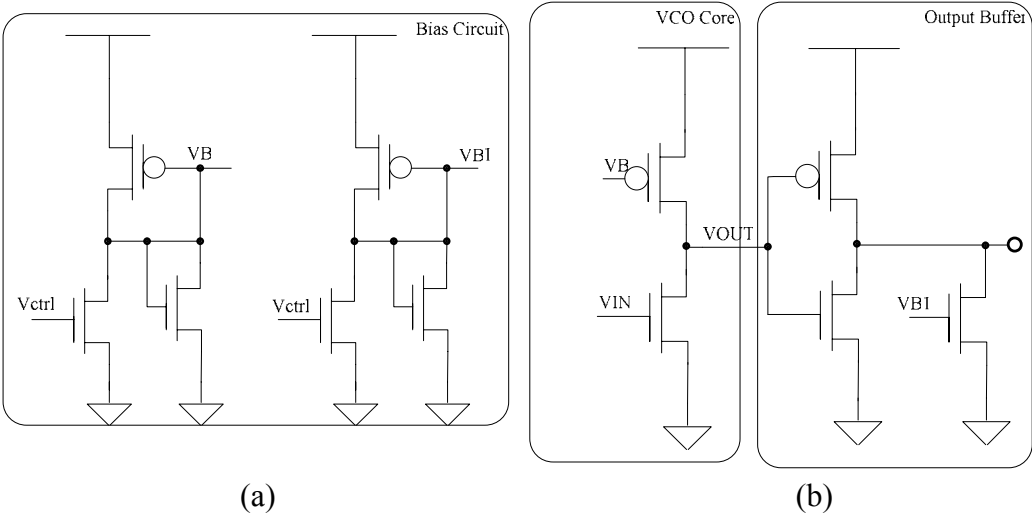 Bias Circuit
VB
VBI
Vctrl
Vctrl
(a)
VCO Core
Output Buffer
VB
VOUT
VIN
VBI
(b)